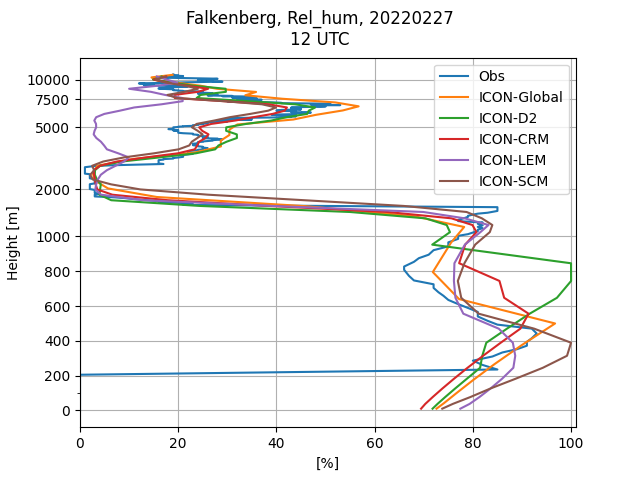 Falkenberg, Rel_hum, 20220227
12 UTC
Obs
ICON-Global
ICON-D2
ICON-CRM
ICON-LEM
ICON-SCM
Height [m]
10000
7500
5000
2000
1000
800
600
400
200
0
0 20 40 60 80 100
[%]